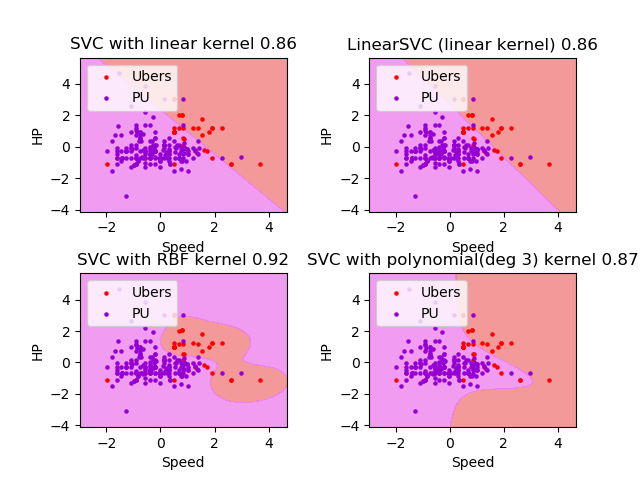 SVC with linear kernel 0.86
Ubers
PU
HP
4
2
0
−2
−4
−2 0 2 4
Speed
LinearSVC (linear kernel) 0.86
Ubers
PU
HP
4
2
0
−2
−4
−2 0 2 4
Speed
SVC with RBF kernel 0.92
Ubers
PU
HP
4
2
0
−2
−4
−2 0 2 4
Speed
SVC with polynomial(deg 3) kernel 0.87
Ubers
PU
HP
4
2
0
−2
−4
−2 0 2 4
Speed